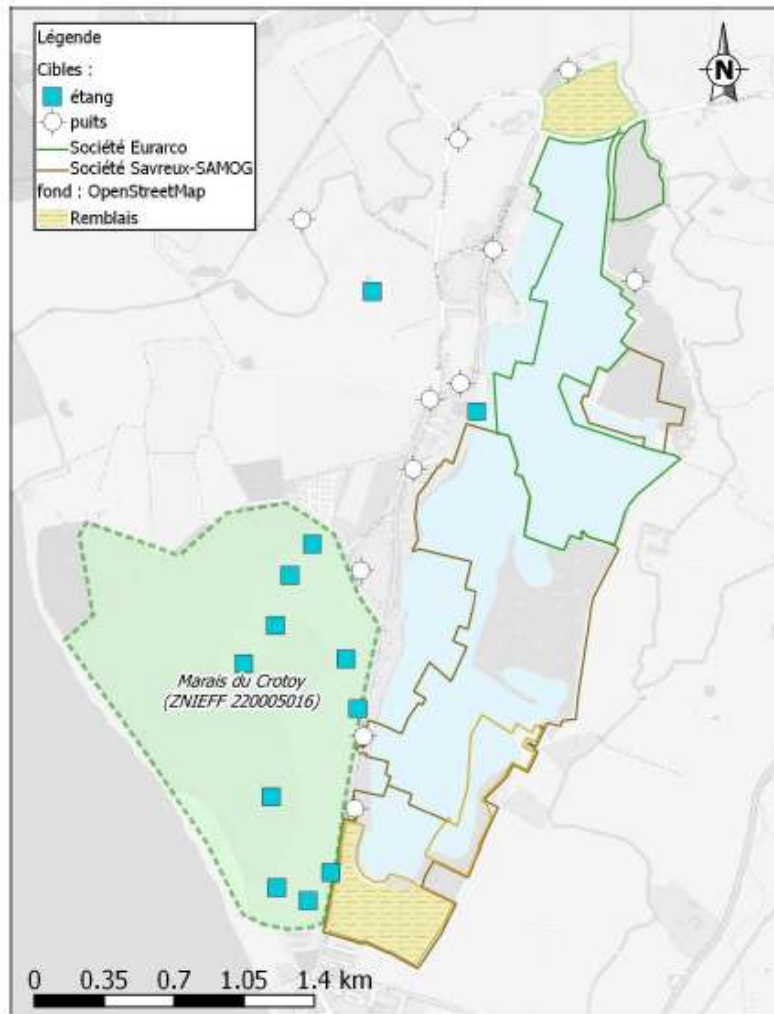 Légende
Cibles :
étang
puits
Société Eurarco
Société Savreux-SAMOG
fond : OpenStreetMap
Remblais
N
Marais du Crotoy
(ZNIEFF 220005016)
0 0.35 0.7 1.05 1.4 km